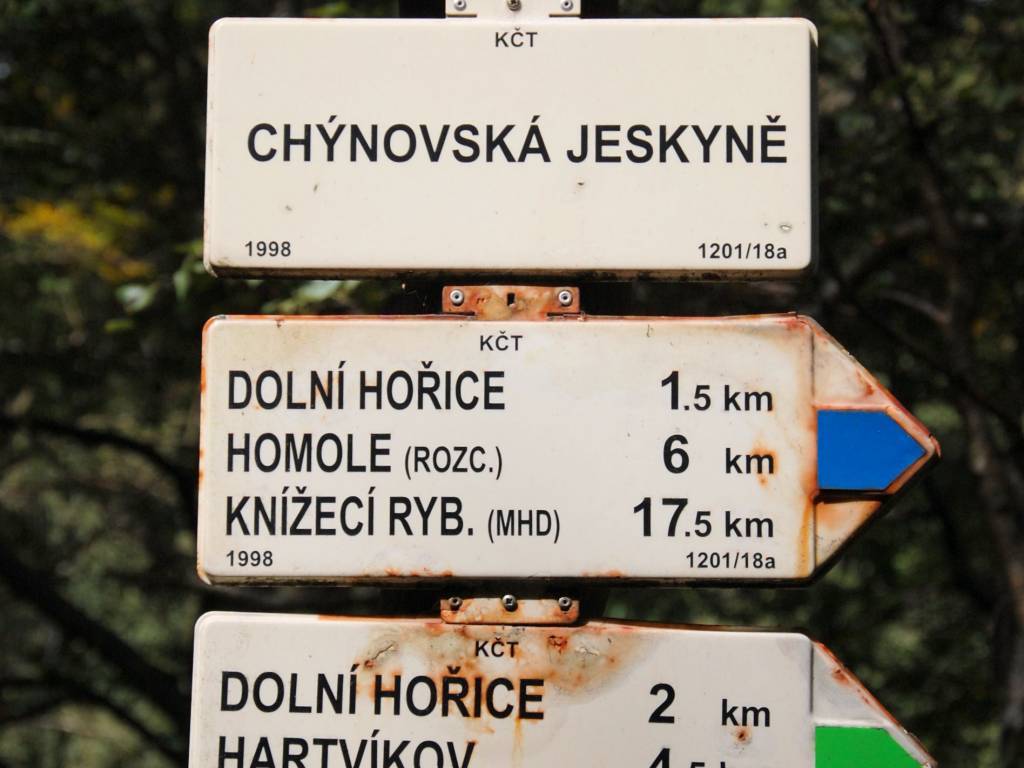 KČT
CHÝNOVSKÁ JESKYNĚ
1998 1201/18a
KČT
DOLNÍ HOŘICE 1.5 km
HOMOLE (ROZC.) 6 km
KNÍŽECÍ RYB. (MHD) 17.5 km
1998 1201/18a
KČT
DOLNÍ HOŘICE 2 km
HARTVÍKOV